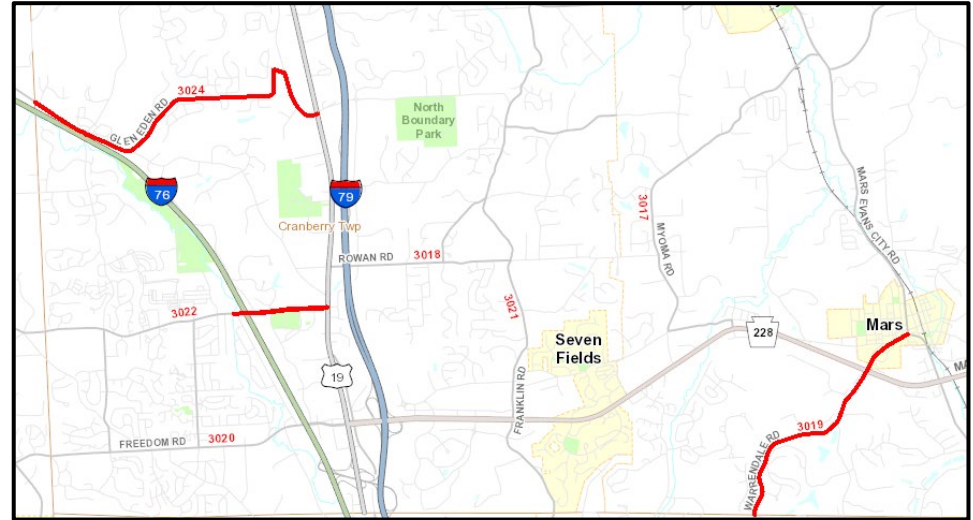 3024
GLEN EDEN RD
North
Boundary
Park
76
79
Cranberry Twp
3017
MYOMA RD
MARS EVANS CITY RD
ROWAN RD
3018
3022
3021
Seven
Fields
228
Mars
19
FRANKLIN RD
MA
FREEDOM RD
3020
3019
WARRENDALE RD